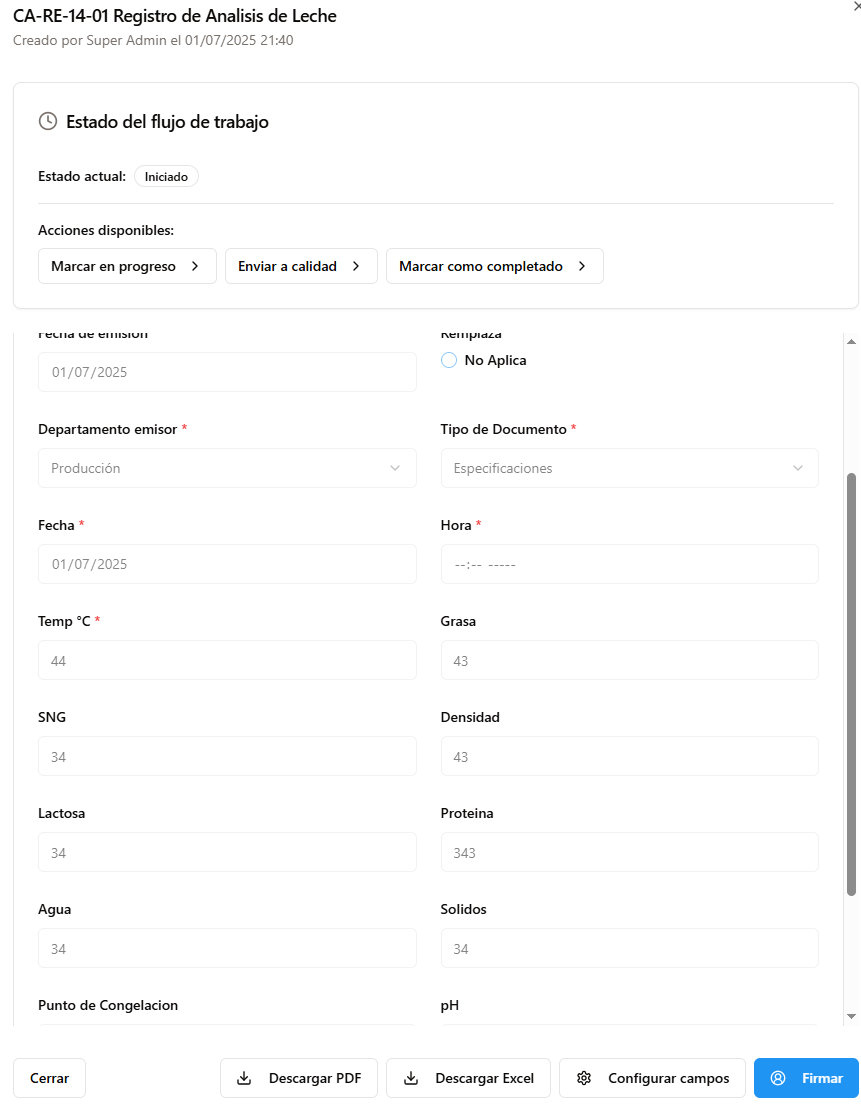 CA-RE-14-01 Registro de Analisis de Leche
Creado por Super Admin el 01/07/2025 21:40
Estado del flujo de trabajo
Estado actual: Iniciado
Acciones disponibles:
Marcar en progreso
Enviar a calidad
Marcar como completado
Fecha de emisión
Remplaza
01/07/2025
No Aplica
Departamento emisor *
Tipo de Documento *
Producción
Especificaciones
Fecha *
Hora *
01/07/2025
--:-- -----
Temp °C *
Grasa
44
43
SNG
Densidad
34
43
Lactosa
Proteina
34
343
Agua
Solidos
34
34
Punto de Congelacion
pH
Cerrar
Descargar PDF
Descargar Excel
Configurar campos
Firmar